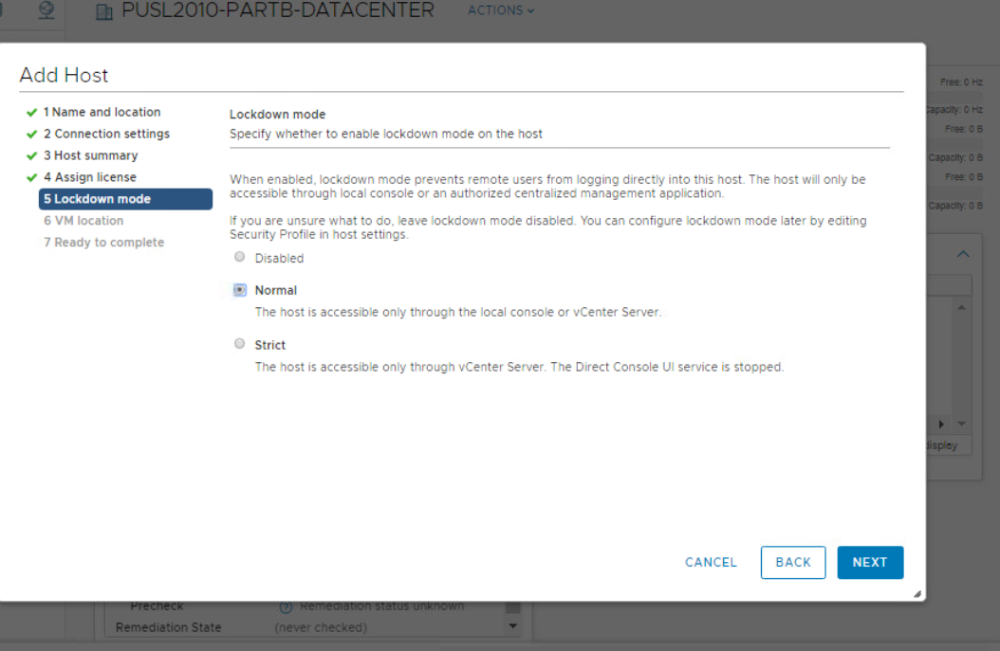 PUSL2010-PARTB-DATACENTER
ACTIONS
Add Host
1 Name and location
2 Connection settings
3 Host summary
4 Assign license
5 Lockdown mode
6 VM location
7 Ready to complete
Lockdown mode
Specify whether to enable lockdown mode on the host
When enabled, lockdown mode prevents remote users from logging directly into this host. The host will only be
accessible through local console or an authorized centralized management application.
If you are unsure what to do, leave lockdown mode disabled. You can configure lockdown mode later by editing
Security Profile in host settings.
Disabled
Normal
The host is accessible only through the local console or vCenter Server.
Strict
The host is accessible only through vCenter Server. The Direct Console UI service is stopped.
CANCEL
BACK
NEXT
Free: 0 Hz
Capacity: 0 Hz
Free: 0 B
Capacity: 0 B
Free: 0 B
Capacity: 0 B
display
Precheck
Remediation status unknown
Remediation State
(never checked)